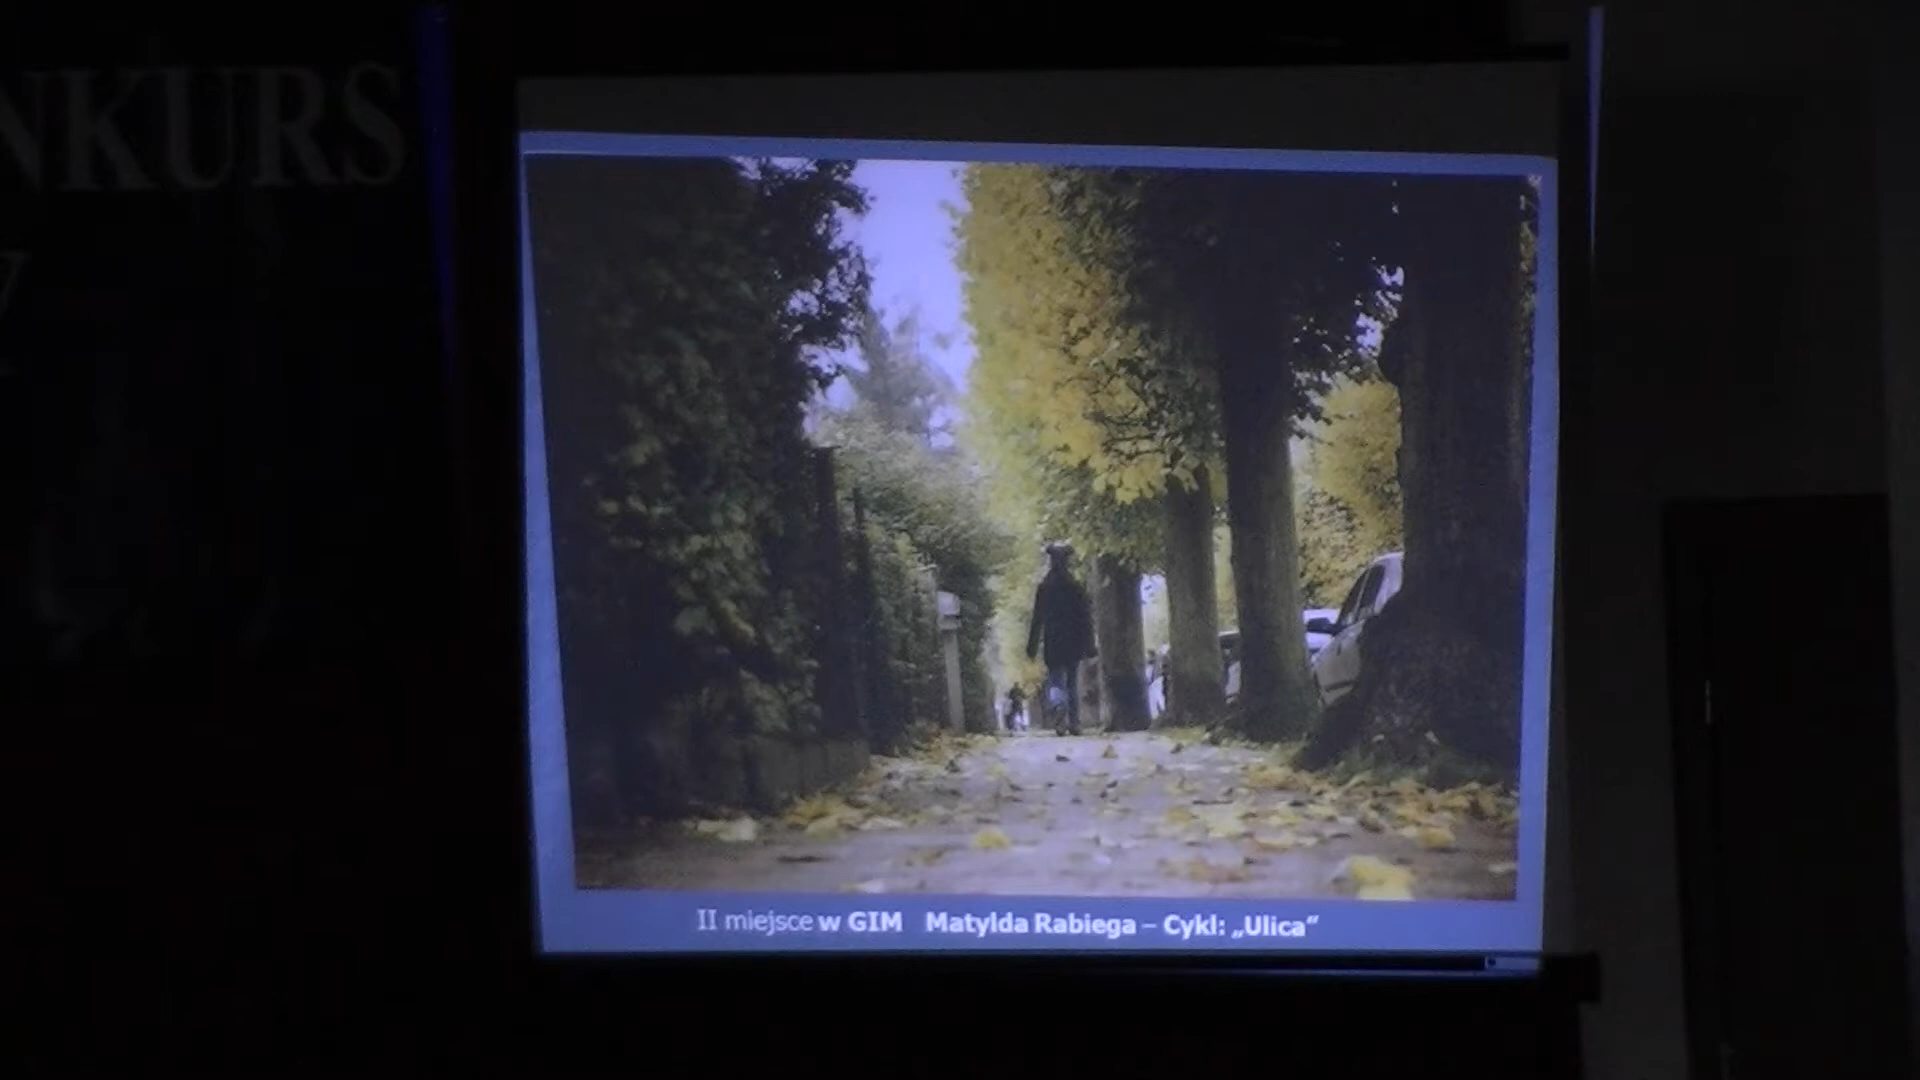 NKURS
II miejsce w GIM Matylda Rabiega – Cykl: „Ulica”